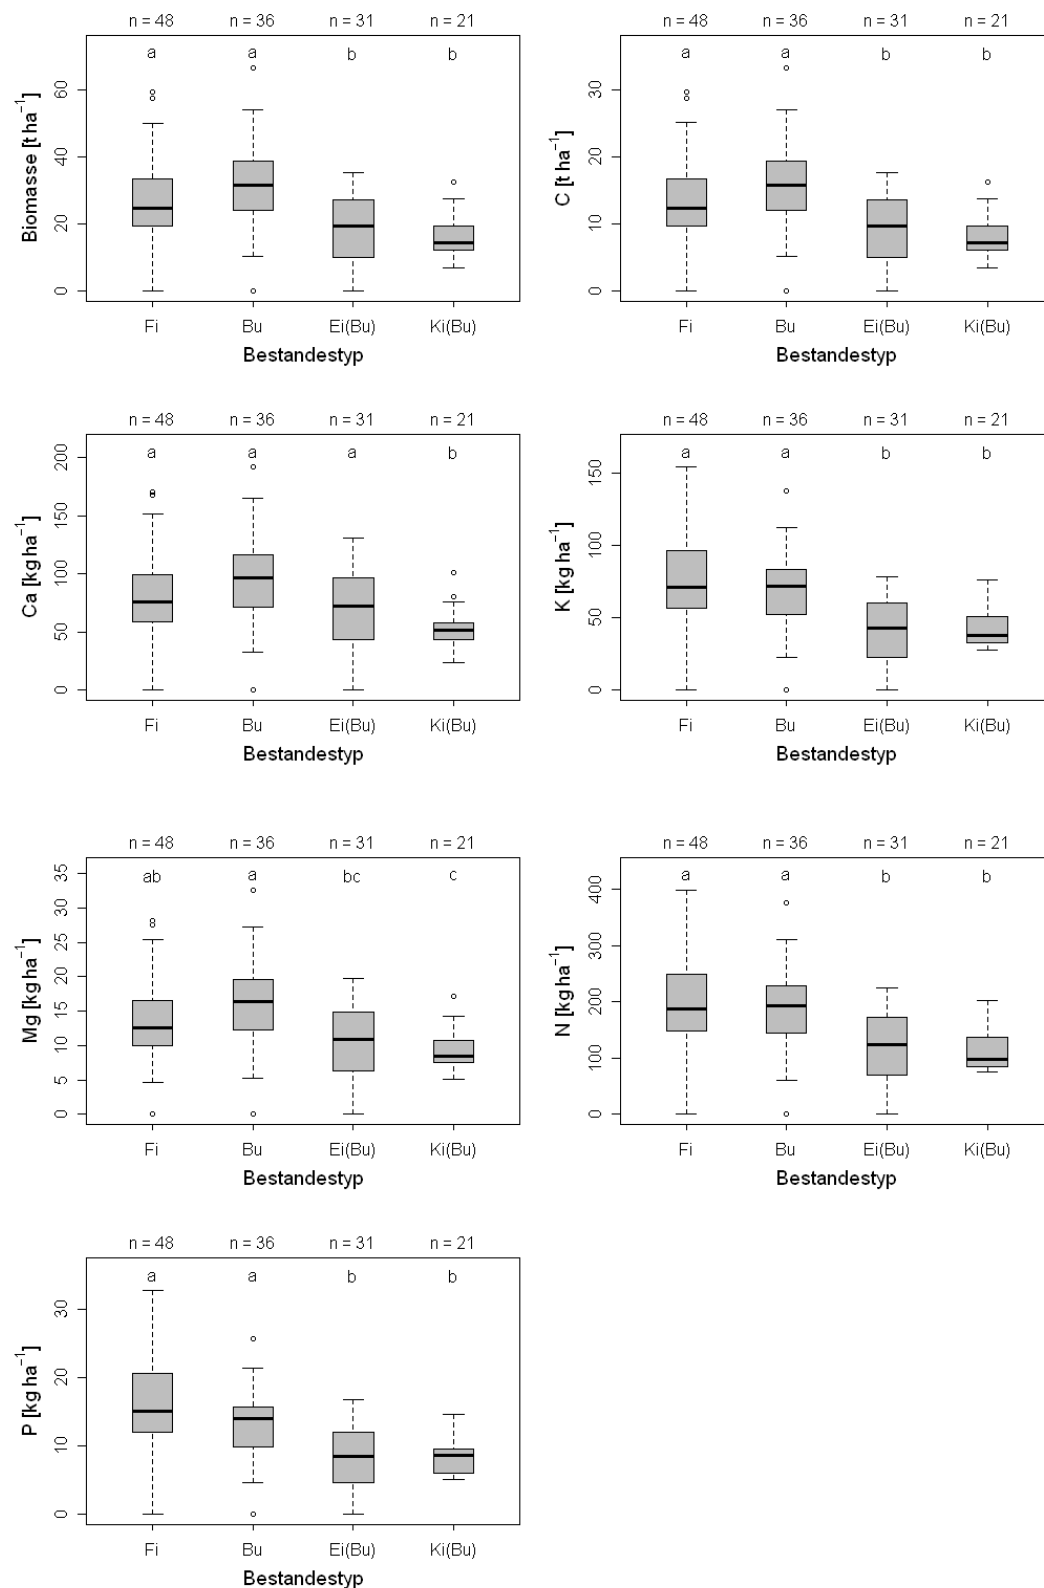 n = 48 n = 36 n = 31 n = 21
a a b b
Biomasse [t ha⁻¹]
60
40
20
0
Fi Bu Ei(Bu) Ki(Bu)
Bestandestyp
n = 48 n = 36 n = 31 n = 21
a a b b
C [t ha⁻¹]
30
20
10
0
Fi Bu Ei(Bu) Ki(Bu)
Bestandestyp
n = 48 n = 36 n = 31 n = 21
a a a b
Ca [kg ha⁻¹]
200
150
100
50
0
Fi Bu Ei(Bu) Ki(Bu)
Bestandestyp
n = 48 n = 36 n = 31 n = 21
a a b b
K [kg ha⁻¹]
150
100
50
0
Fi Bu Ei(Bu) Ki(Bu)
Bestandestyp
n = 48 n = 36 n = 31 n = 21
ab a bc c
Mg [kg ha⁻¹]
35
30
25
20
15
10
5
0
Fi Bu Ei(Bu) Ki(Bu)
Bestandestyp
n = 48 n = 36 n = 31 n = 21
a a b b
N [kg ha⁻¹]
400
300
200
100
0
Fi Bu Ei(Bu) Ki(Bu)
Bestandestyp
n = 48 n = 36 n = 31 n = 21
a a b b
P [kg ha⁻¹]
30
20
10
0
Fi Bu Ei(Bu) Ki(Bu)
Bestandestyp